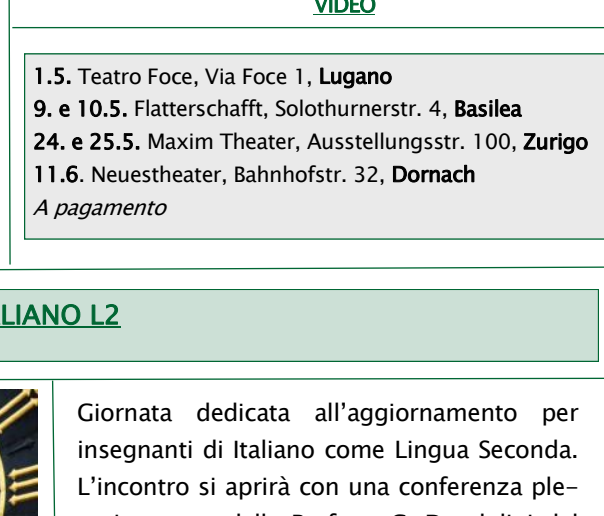 VIDEO
1.5. Teatro Foce, Via Foce 1, Lugano
9. e 10.5. Flatterschafft, Solothurnerstr. 4, Basilea
24. e 25.5. Maxim Theater, Ausstellungsstr. 100, Zurigo
11.6. Neuestheater, Bahnhofstr. 32, Dornach
A pagamento
LIANO L2
Giornata dedicata all'aggiornamento per
insegnanti di Italiano come Lingua Seconda.
L'incontro si aprirà con una conferenza ple-